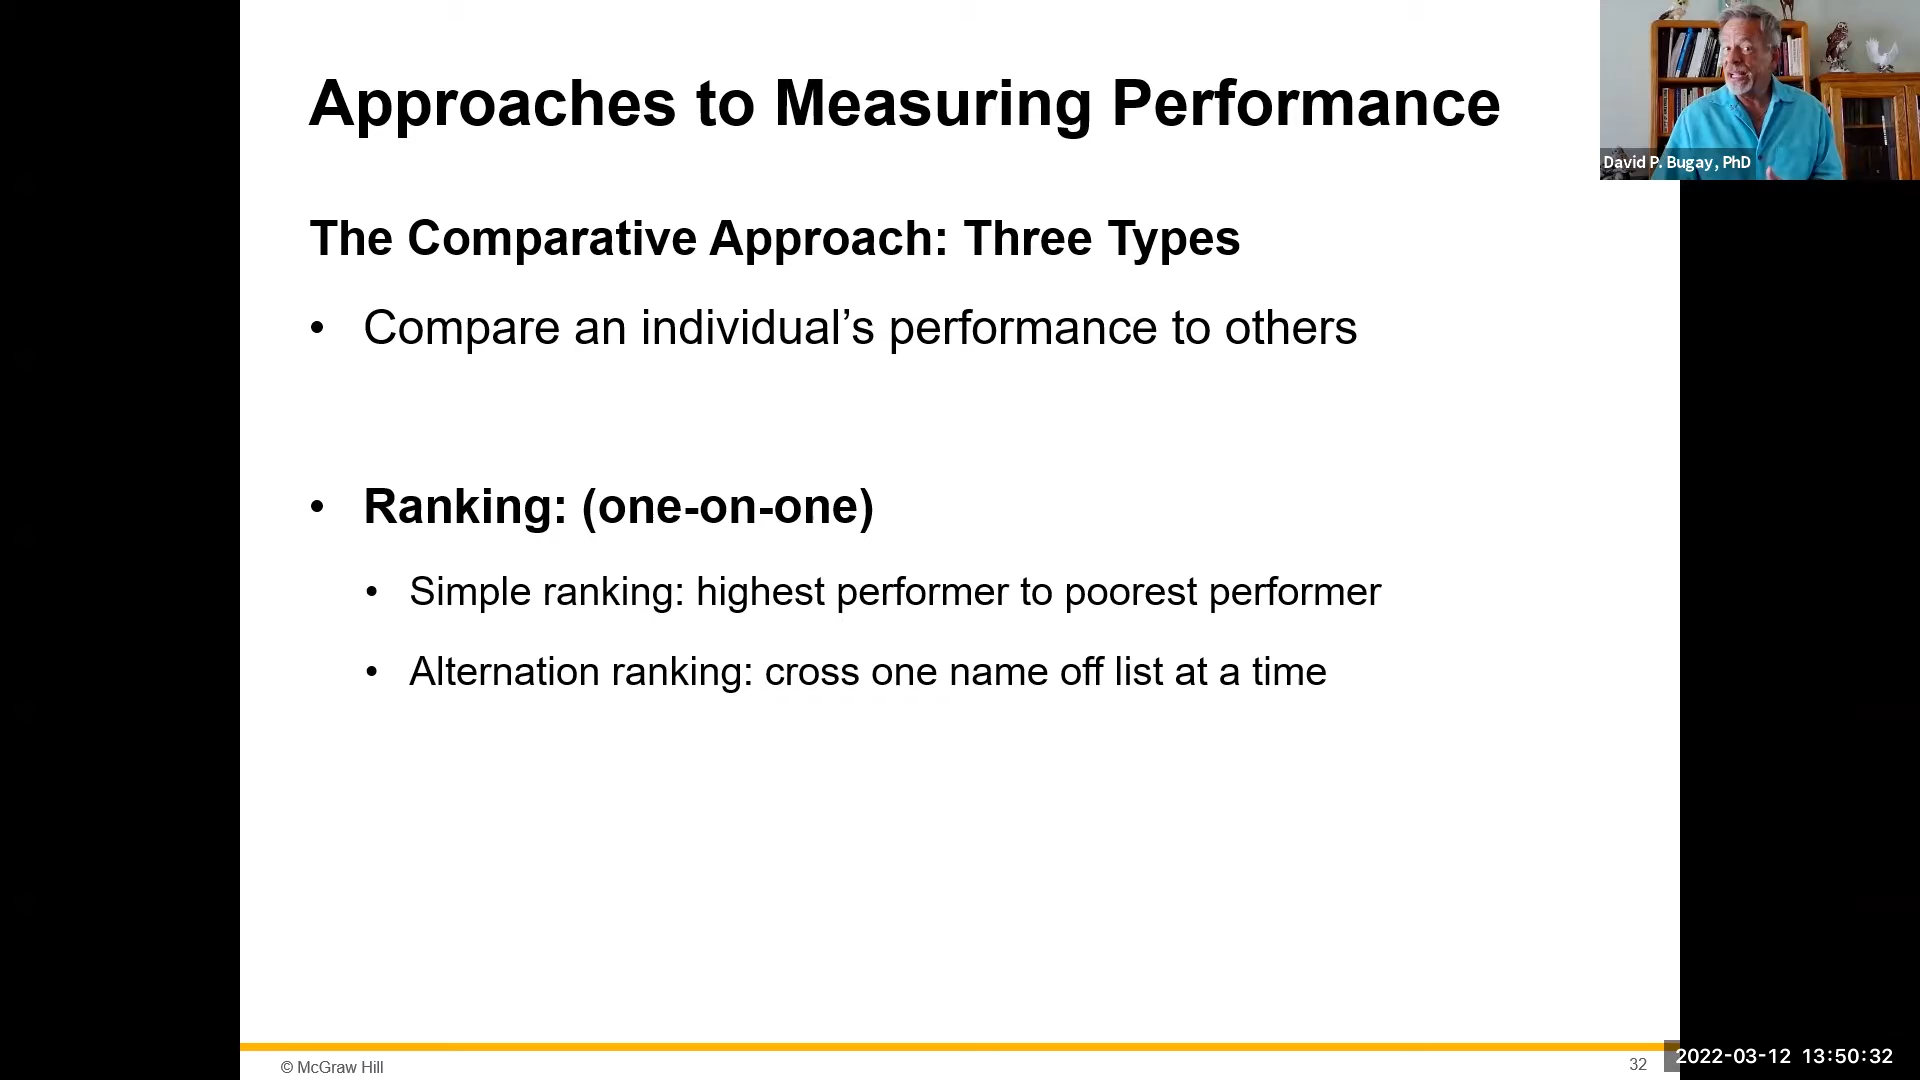 Approaches to Measuring Performance
David P. Bugay, PhD
The Comparative Approach: Three Types
• Compare an individual’s performance to others
• Ranking: (one-on-one)
• Simple ranking: highest performer to poorest performer
• Alternation ranking: cross one name off list at a time
© McGraw Hill
32
2022-03-12 13:50:32